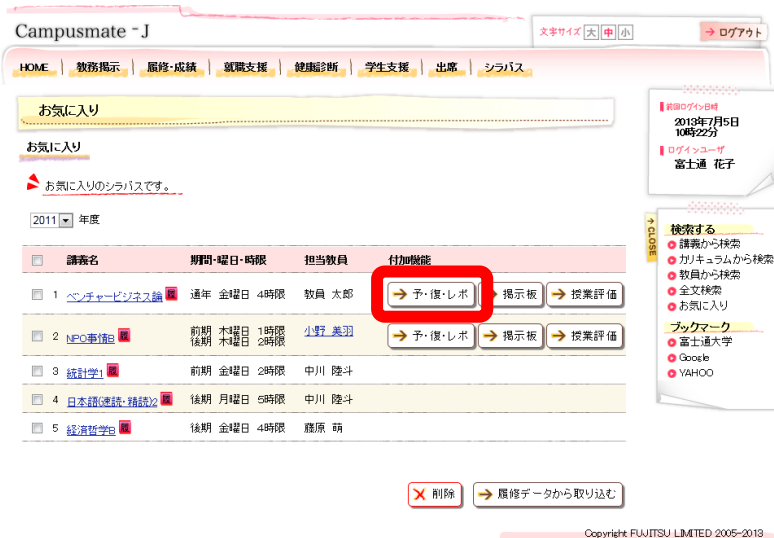 Campusmate-J
文字サイズ 大 中 小
→ ログアウト
HOME 教務掲示 履修・成績 就職支援 健康診断 学生支援 出席 シラバス
お気に入り
お気に入り
お気に入りのシラバスです。
2011 年度
講義名 期間・曜日・時限 担当教員 付加機能
1 ベンチャービジネス論 履 通年 金曜日 4時限 教員 太郎 → 予・復・レポ → 掲示板 → 授業評価
2 NPO事情B 履 前期 木曜日 1時限 小野 美羽 → 予・復・レポ → 掲示板 → 授業評価
後期 木曜日 2時限
3 統計学1 履 前期 金曜日 2時限 中川 陸斗
4 日本語(速読・精読)2 履 後期 月曜日 5時限 中川 陸斗
5 経済哲学B 履 後期 金曜日 4時限 藤原 萌
削除 → 履修データから取り込む
前回ログイン日時
2013年7月5日
10時22分
ログインユーザ
富士通 花子
CLOSE
検索する
講義から検索
カリキュラムから検索
教員から検索
全文検索
お気に入り
ブックマーク
富士通大学
Google
YAHOO
Copyright FUJITSU LIMITED 2005-2013